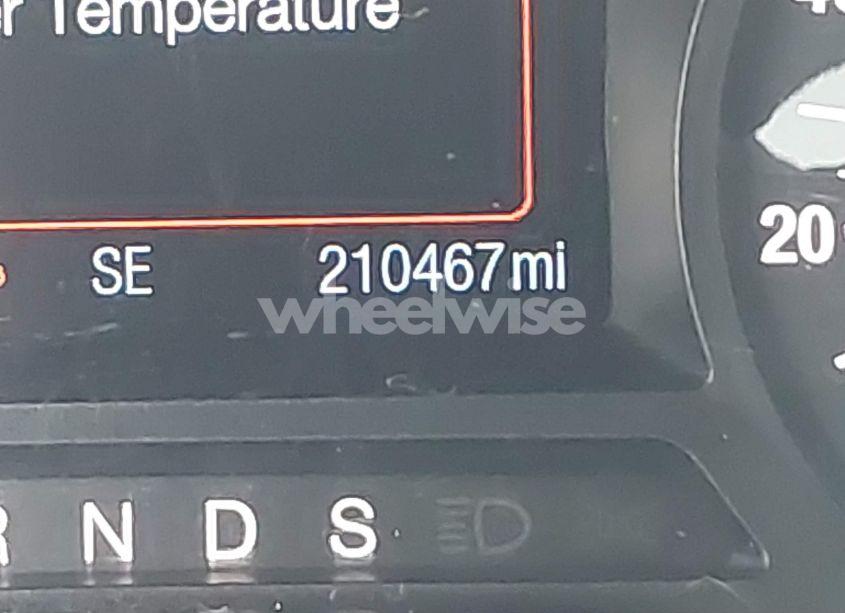 Temperature
20
SE 210467mi
wheelwise
N D S